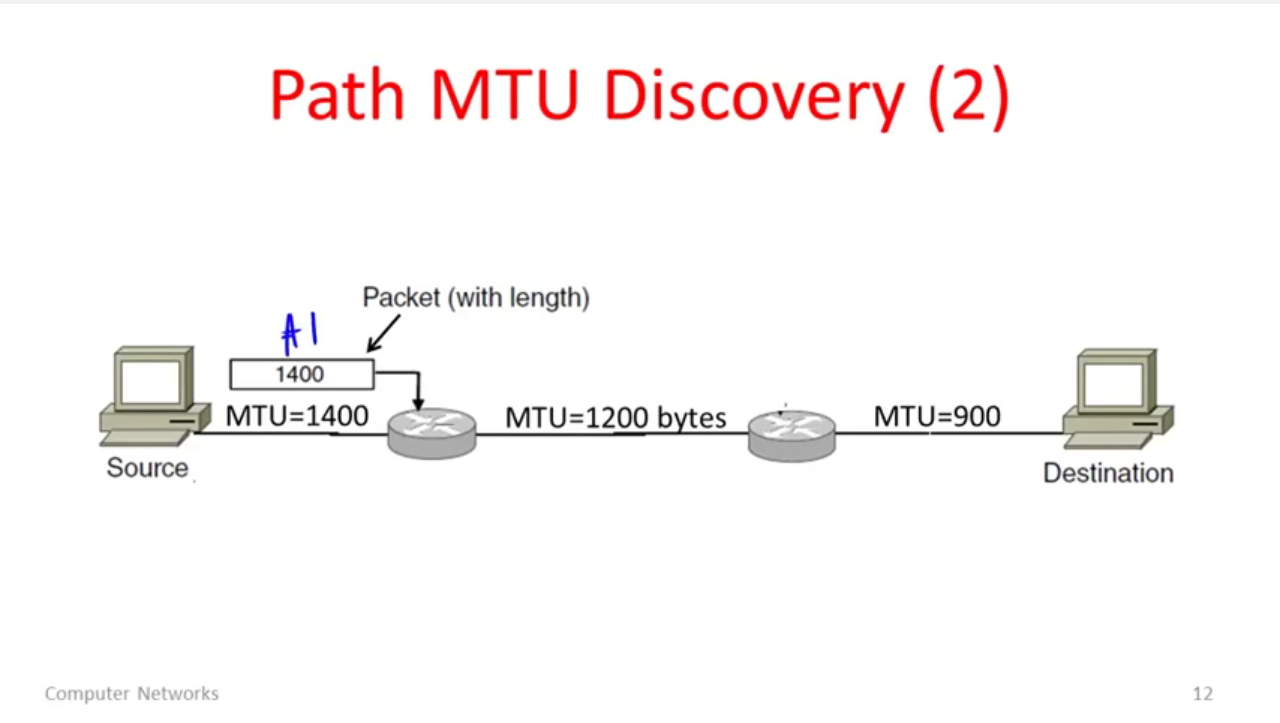 Path MTU Discovery (2)
Packet (with length)
#1
1400
MTU=1400
MTU=1200 bytes
MTU=900
Source
Destination
Computer Networks
12